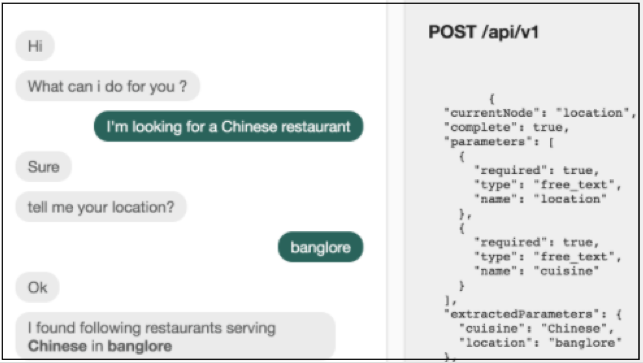 Hi
What can i do for you ?
I'm looking for a Chinese restaurant
Sure
tell me your location?
banglore
Ok
I found following restaurants serving
Chinese in banglore
POST /api/v1
{
"currentNode": "location",
"complete": true,
"parameters": [
{
"required": true,
"type": "free_text",
"name": "location"
},
{
"required": true,
"type": "free_text",
"name": "cuisine"
}
],
"extractedParameters": {
"cuisine": "Chinese",
"location": "banglore"
},